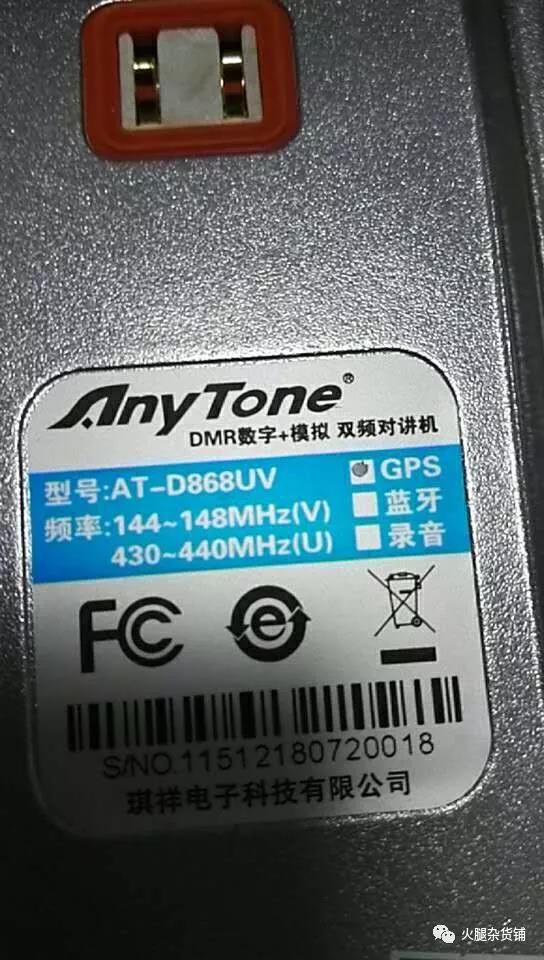 AnyTone®
DMR数字+模拟 双频对讲机
型号:AT-D868UV
频率:144~148MHz(V)
430~440MHz(U)
GPS
蓝牙
录音
FC
e
S/NO.11512180720018
琪祥电子科技有限公司
火腿杂货铺